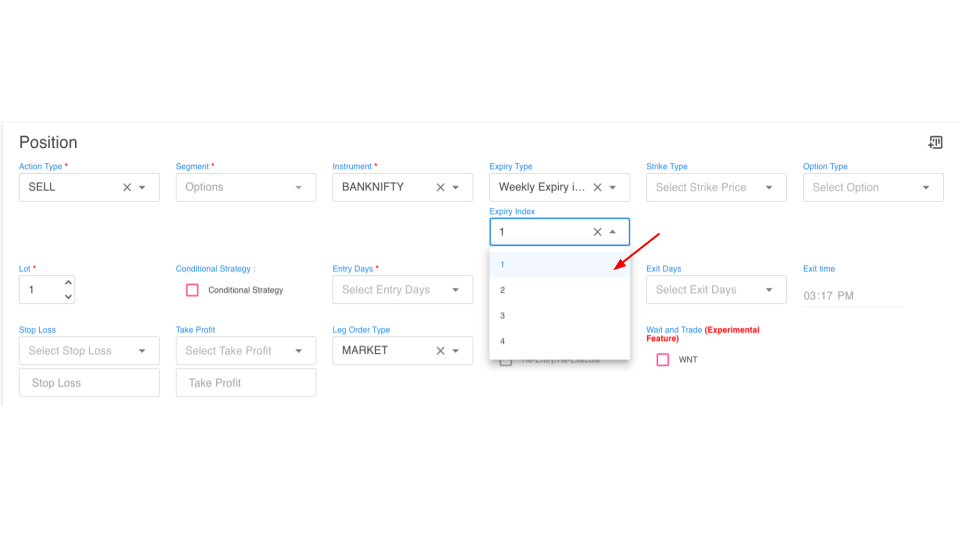 Position
Action Type *
Segment *
Instrument *
Expiry Type
Strike Type
Option Type
SELL
Options
BANKNIFTY
Weekly Expiry i...
Select Strike Price
Select Option
Expiry Index
1
1
2
3
4
Lot *
Conditional Strategy :
Entry Days *
Exit Days
Exit time
1
Conditional Strategy
Select Entry Days
Select Exit Days
03:17 PM
Stop Loss
Take Profit
Leg Order Type
Wait and Trade (Experimental
Feature)
Select Stop Loss
Select Take Profit
MARKET
WNT
Stop Loss
Take Profit